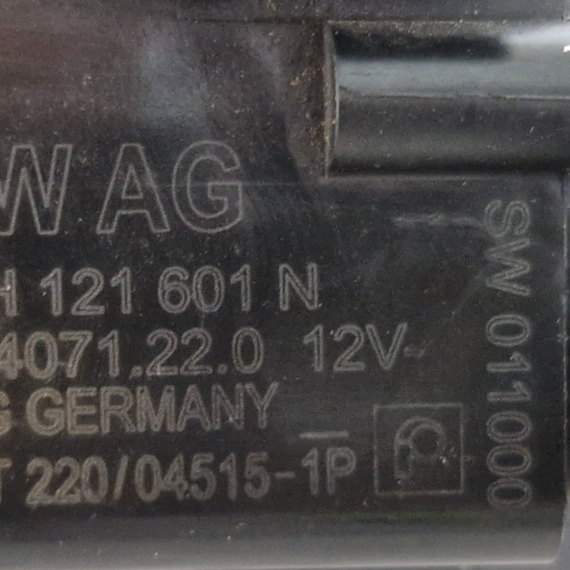 W AG
H 121 601 N
4071.22.0 12V-
G GERMANY
T 220/04515-1P
SW 011000